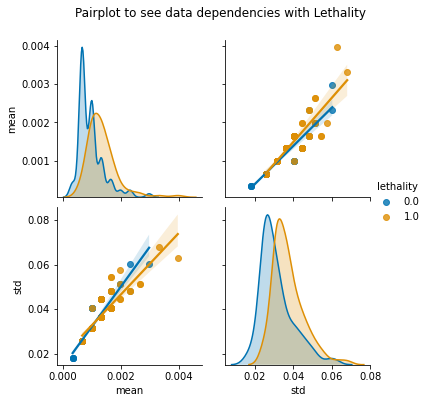 Pairplot to see data dependencies with Lethality
0.004
0.003
0.002
0.001
mean
lethality
0.0
1.0
0.08
0.06
0.04
0.02
std
0.000 0.002 0.004
mean
0.02 0.04 0.06 0.08
std